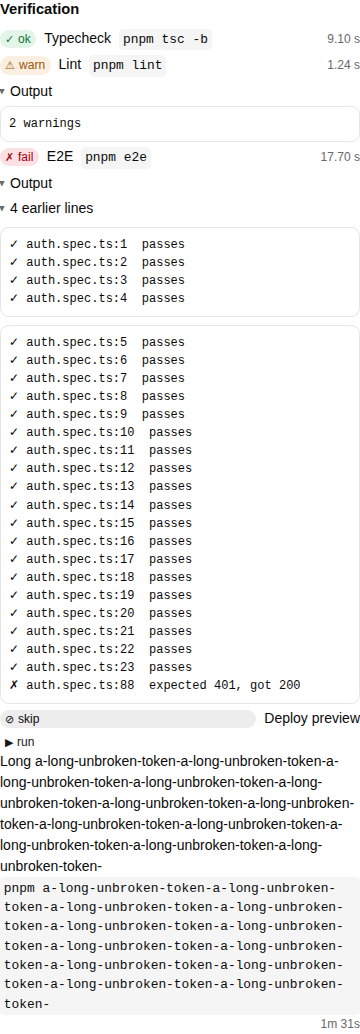 Verification
✓ ok Typecheck pnpm tsc -b 9.10 s
⚠ warn Lint pnpm lint 1.24 s
▾ Output
2 warnings
✗ fail E2E pnpm e2e 17.70 s
▾ Output
▾ 4 earlier lines
✓ auth.spec.ts:1  passes
✓ auth.spec.ts:2  passes
✓ auth.spec.ts:3  passes
✓ auth.spec.ts:4  passes
✓ auth.spec.ts:5  passes
✓ auth.spec.ts:6  passes
✓ auth.spec.ts:7  passes
✓ auth.spec.ts:8  passes
✓ auth.spec.ts:9  passes
✓ auth.spec.ts:10  passes
✓ auth.spec.ts:11  passes
✓ auth.spec.ts:12  passes
✓ auth.spec.ts:13  passes
✓ auth.spec.ts:14  passes
✓ auth.spec.ts:15  passes
✓ auth.spec.ts:16  passes
✓ auth.spec.ts:17  passes
✓ auth.spec.ts:18  passes
✓ auth.spec.ts:19  passes
✓ auth.spec.ts:20  passes
✓ auth.spec.ts:21  passes
✓ auth.spec.ts:22  passes
✓ auth.spec.ts:23  passes
✗ auth.spec.ts:88  expected 401, got 200
⊘ skip Deploy preview
▶ run
Long a-long-unbroken-token-a-long-unbroken-token-a-
long-unbroken-token-a-long-unbroken-token-a-long-
unbroken-token-a-long-unbroken-token-a-long-unbroken-
token-a-long-unbroken-token-a-long-unbroken-token-a-
long-unbroken-token-a-long-unbroken-token-a-long-
unbroken-token-
pnpm a-long-unbroken-token-a-long-unbroken-
token-a-long-unbroken-token-a-long-unbroken-
token-a-long-unbroken-token-a-long-unbroken-
token-a-long-unbroken-token-a-long-unbroken-
token-a-long-unbroken-token-a-long-unbroken-
token-a-long-unbroken-token-a-long-unbroken-
token-
1m 31s